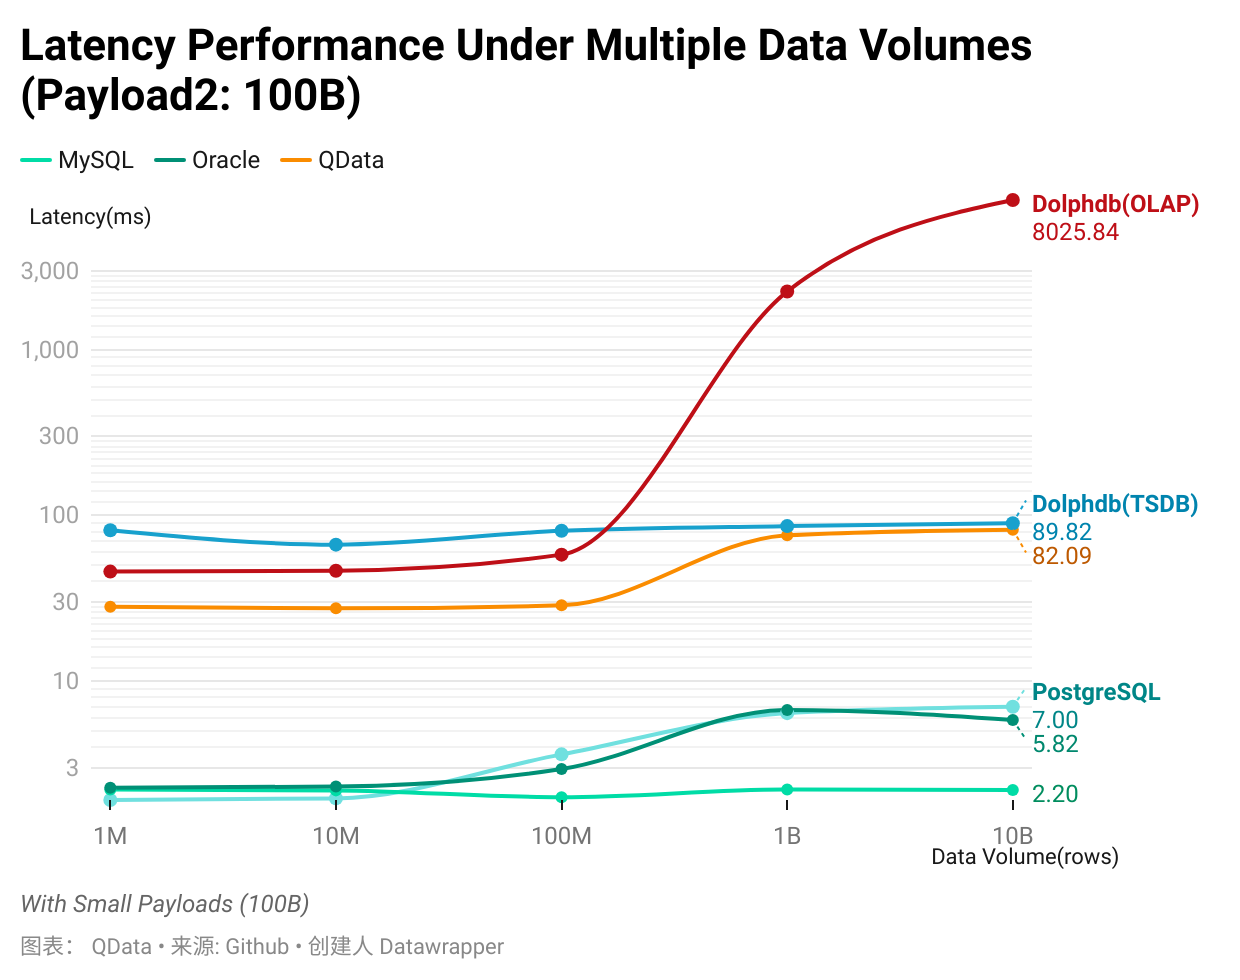 Latency Performance Under Multiple Data Volumes
(Payload2: 100B)
MySQL Oracle QData
Latency(ms)
Dolphdb(OLAP)
8025.84
3,000
1,000
300
100
Dolphdb(TSDB)
89.82
82.09
30
10
PostgreSQL
7.00
5.82
3
2.20
1M 10M 100M 1B 10B
Data Volume(rows)
With Small Payloads (100B)
图表： QData • 来源: Github • 创建人 Datawrapper